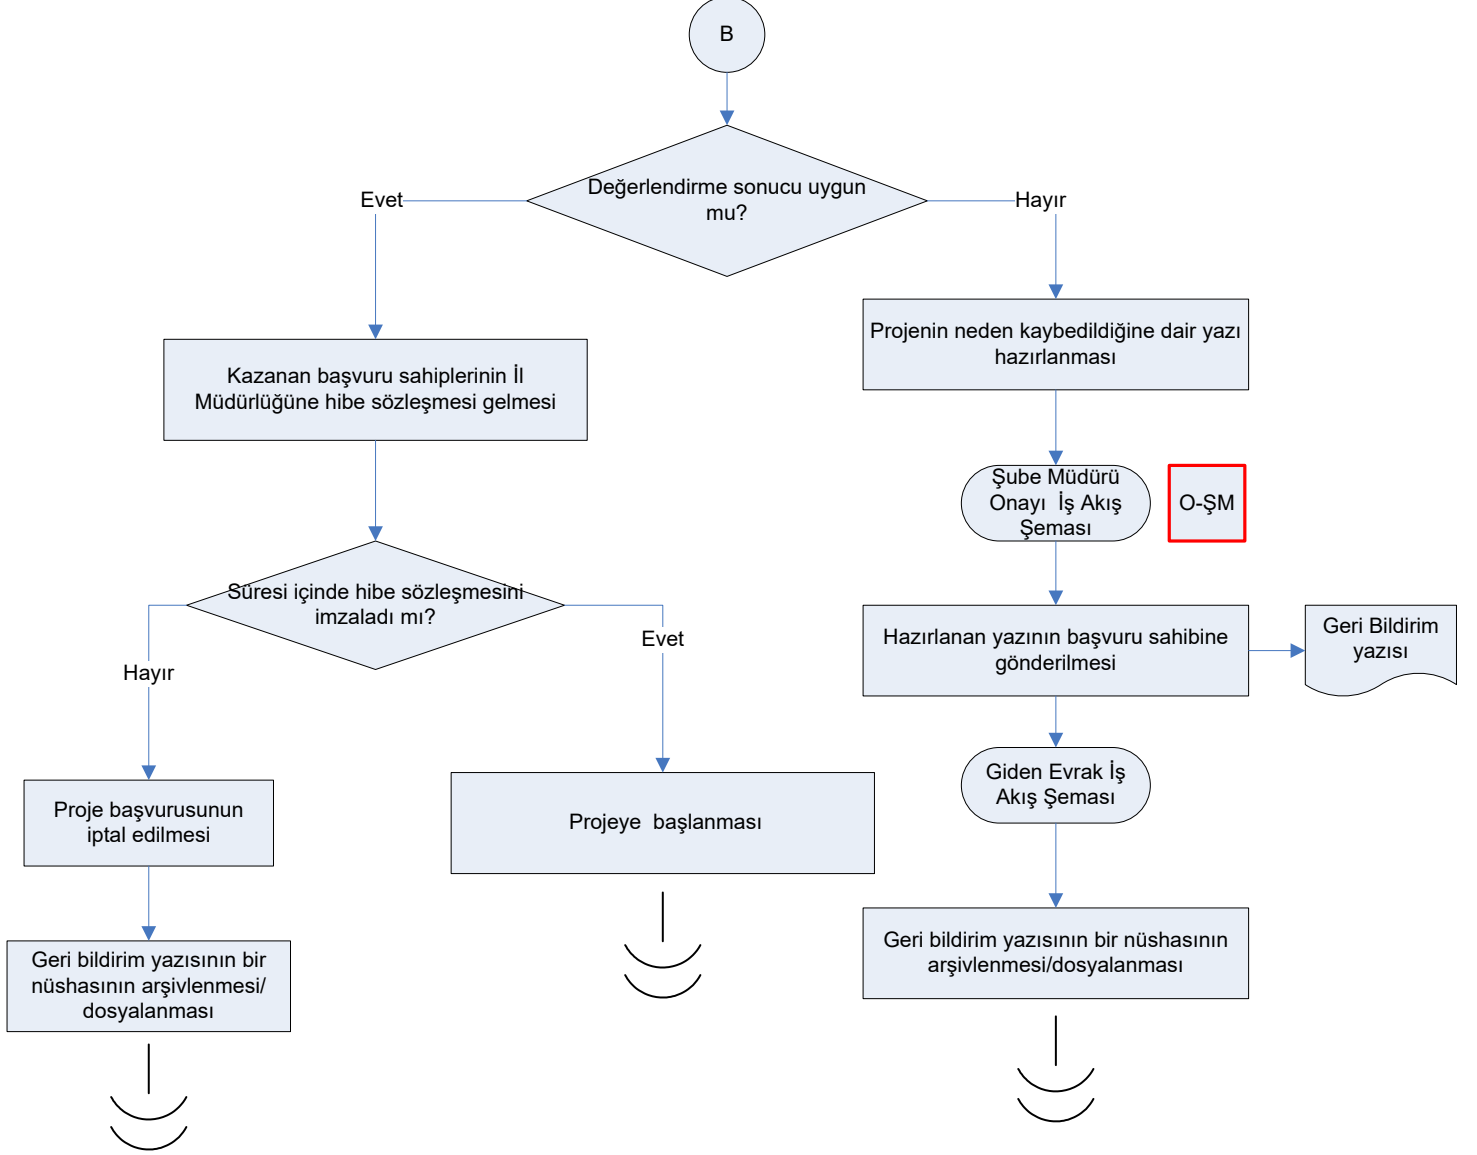 B
Değerlendirme sonucu uygun
mu?
Evet
Hayır
Projenin neden kaybedildiğine dair yazı
hazırlanması
Kazanan başvuru sahiplerinin İl
Müdürlüğüne hibe sözleşmesi gelmesi
Şube Müdürü
Onayı İş Akış
Şeması
O-ŞM
Süresi içinde hibe sözleşmesini
imzaladı mı?
Evet
Hayır
Hazırlanan yazının başvuru sahibine
gönderilmesi
Geri Bildirim
yazısı
Giden Evrak İş
Akış Şeması
Proje başvurusunun
iptal edilmesi
Projeye başlanması
Geri bildirim yazısının bir nüshasının
arşivlenmesi/dosyalanması
Geri bildirim yazısının bir
nüshasının arşivlenmesi/
dosyalanması